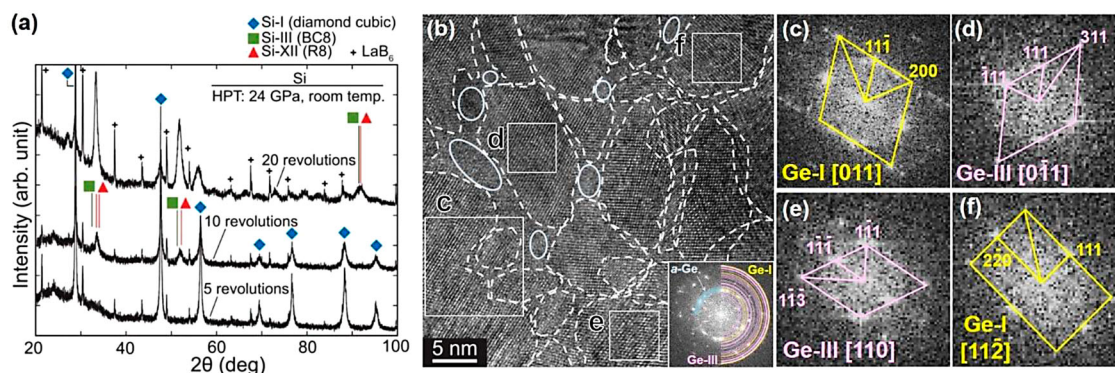 (a)
Si-I (diamond cubic)
Si-III (BC8)
Si-XII (R8)
+ LaB₆
Si
HPT: 24 GPa, room temp.
20 revolutions
10 revolutions
5 revolutions
Intensity (arb. unit)
20 40 60 80 100
2θ (deg)
(b)
f
d
c
e
5 nm
a-Ge
Ge-I
Ge-III
(c)
111̄
200
Ge-I [011]
(d)
311
111
1̄11
Ge-III [01̄1]
(e)
11̄1
111
11̄3
Ge-III [110]
(f)
22̄0
111
Ge-I
[112̄]